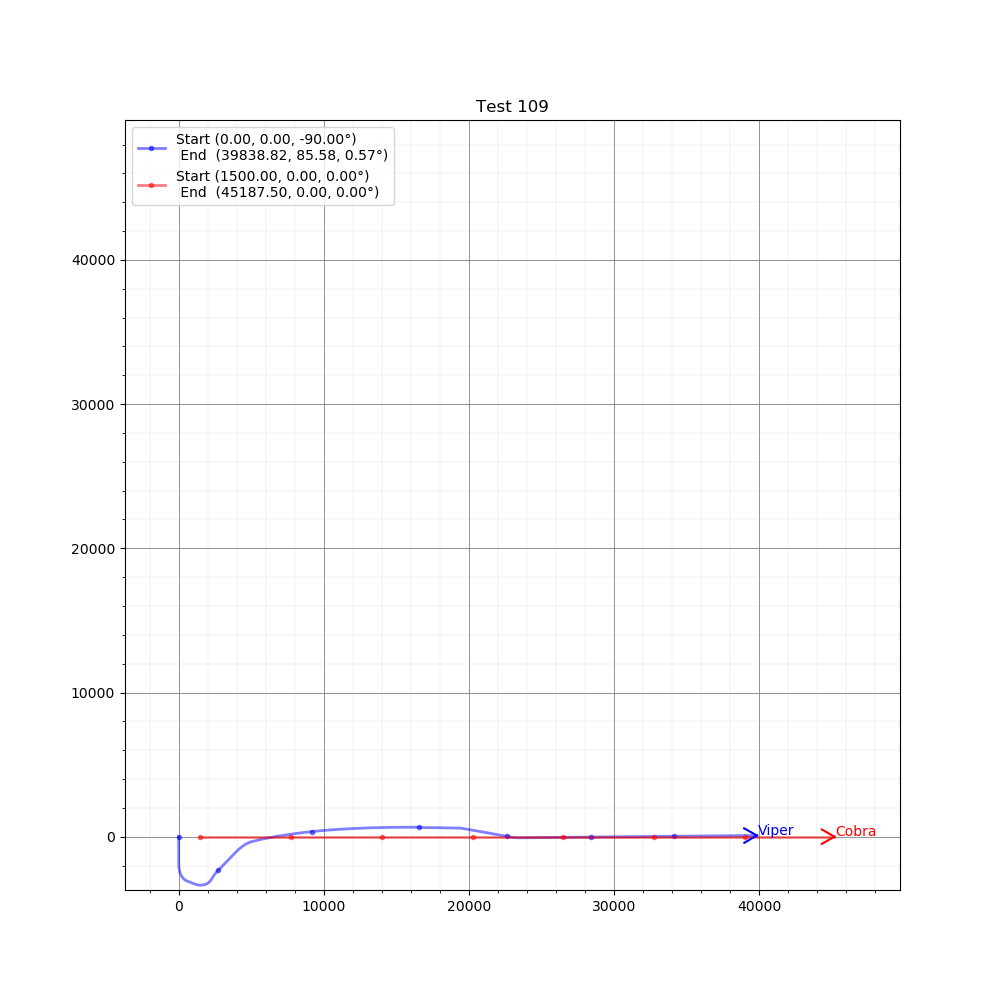 Test 109
Start (0.00, 0.00, -90.00°)
End  (39838.82, 85.58, 0.57°)
Start (1500.00, 0.00, 0.00°)
End  (45187.50, 0.00, 0.00°)
40000
30000
20000
10000
0
Viper
Cobra
0
10000
20000
30000
40000